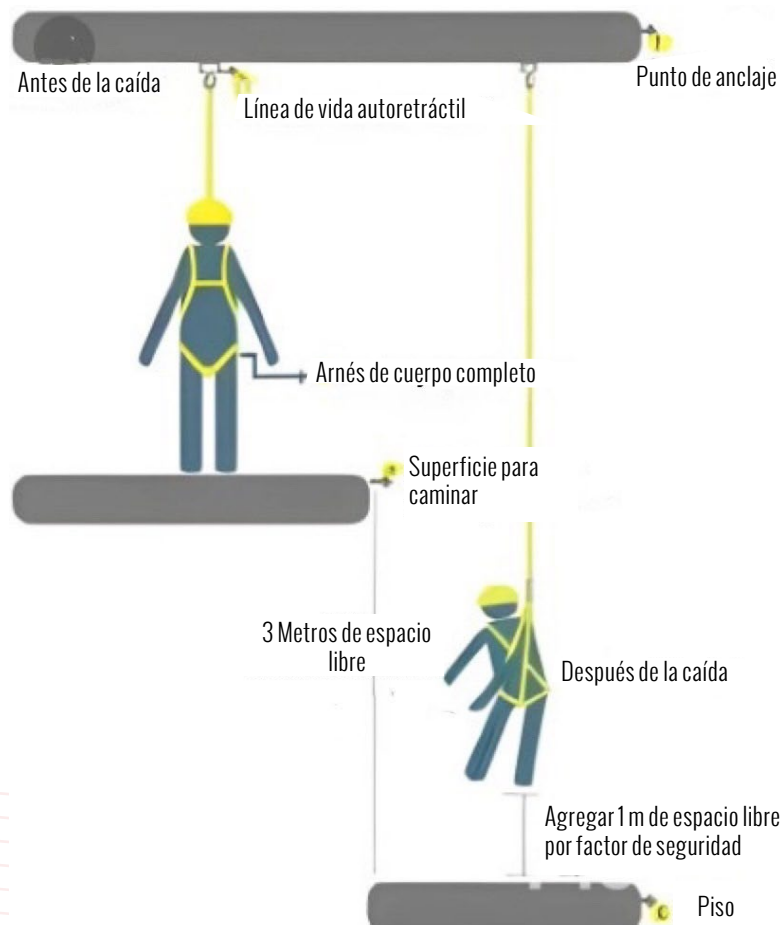 Antes de la caída
Línea de vida autoretráctil
Punto de anclaje
Arnés de cuerpo completo
Superficie para
caminar
3 Metros de espacio
libre
Después de la caída
Agregar 1 m de espacio libre
por factor de seguridad
Piso